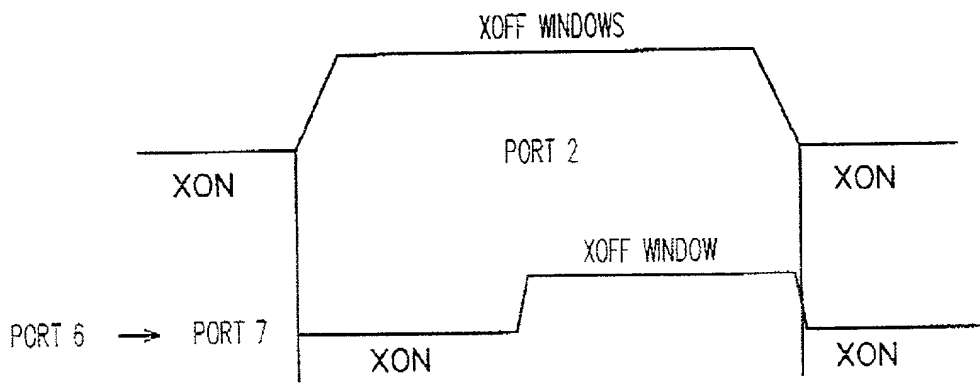 XOFF WINDOWS
PORT 2
XON
XON
XOFF WINDOW
PORT 6 → PORT 7
XON
XON